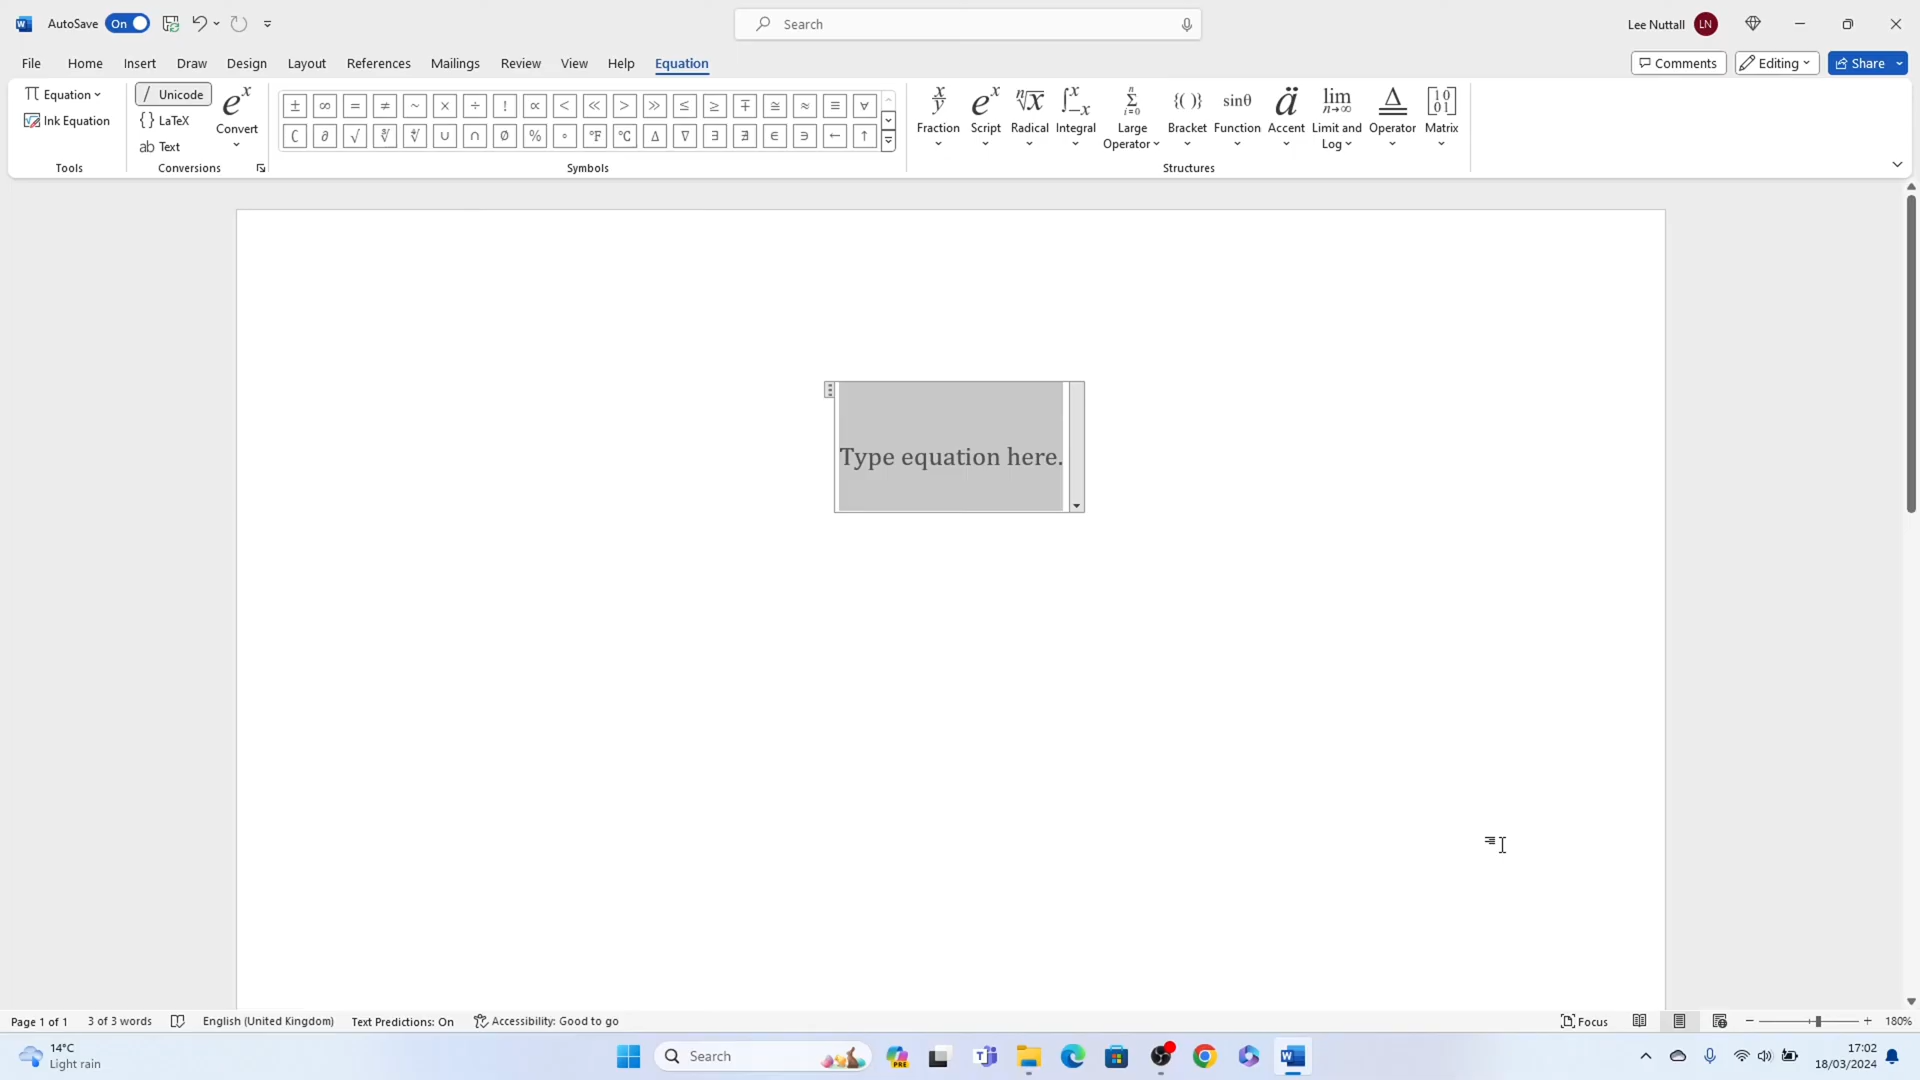 AutoSave On Search Lee Nuttall LN
File Home Insert Draw Design Layout References Mailings Review View Help Equation Comments Editing Share
Equation Unicode
Ink Equation { } LaTeX
ab Text
Convert
Tools Conversions
± ∞ = ≠ ~ × ÷ ! ∝ < ≪ > ≫ ≤ ≥ ∓ ≅ ≈ ≡ ∀
∁ ∂ √ ∛ ∜ ∪ ∩ ∅ % ° °F °C ∆ ∇ ∃ ∄ ∈ ∋ ← ↑
Symbols
Fraction Script Radical Integral Large Operator Bracket Function Accent Limit and Log Operator Matrix
Structures
Type equation here.
Page 1 of 1 3 of 3 words English (United Kingdom) Text Predictions: On Accessibility: Good to go Focus 180%
14°C
Light rain
Search
PRE
17:02
18/03/2024